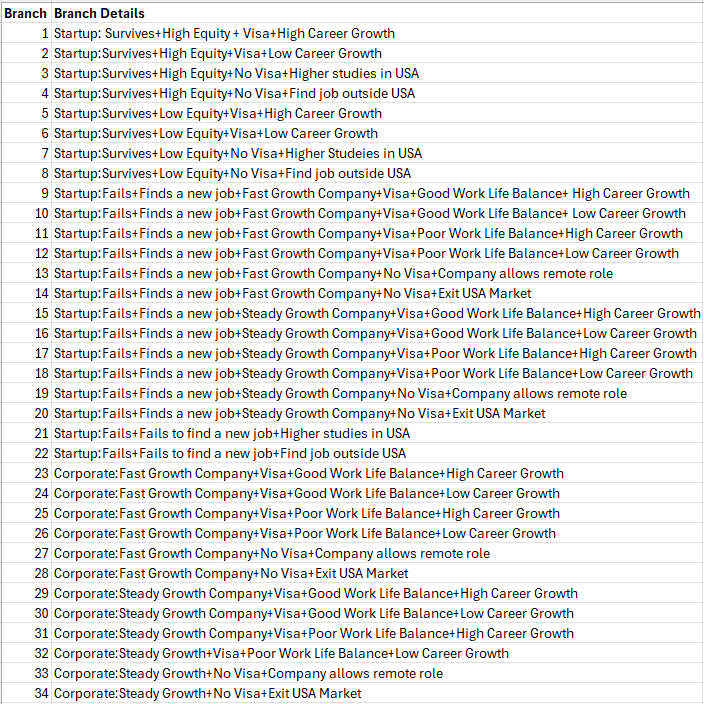 Branch Branch Details
1 Startup: Survives+High Equity + Visa+High Career Growth
2 Startup:Survives+High Equity+Visa+Low Career Growth
3 Startup:Survives+High Equity+No Visa+Higher studies in USA
4 Startup:Survives+High Equity+No Visa+Find job outside USA
5 Startup:Survives+Low Equity+Visa+High Career Growth
6 Startup:Survives+Low Equity+Visa+Low Career Growth
7 Startup:Survives+Low Equity+No Visa+Higher Studeies in USA
8 Startup:Survives+Low Equity+No Visa+Find job outside USA
9 Startup:Fails+Finds a new job+Fast Growth Company+Visa+Good Work Life Balance+ High Career Growth
10 Startup:Fails+Finds a new job+Fast Growth Company+Visa+Good Work Life Balance+ Low Career Growth
11 Startup:Fails+Finds a new job+Fast Growth Company+Visa+Poor Work Life Balance+High Career Growth
12 Startup:Fails+Finds a new job+Fast Growth Company+Visa+Poor Work Life Balance+Low Career Growth
13 Startup:Fails+Finds a new job+Fast Growth Company+No Visa+Company allows remote role
14 Startup:Fails+Finds a new job+Fast Growth Company+No Visa+Exit USA Market
15 Startup:Fails+Finds a new job+Steady Growth Company+Visa+Good Work Life Balance+High Career Growth
16 Startup:Fails+Finds a new job+Steady Growth Company+Visa+Good Work Life Balance+Low Career Growth
17 Startup:Fails+Finds a new job+Steady Growth Company+Visa+Poor Work Life Balance+High Career Growth
18 Startup:Fails+Finds a new job+Steady Growth Company+Visa+Poor Work Life Balance+Low Career Growth
19 Startup:Fails+Finds a new job+Steady Growth Company+No Visa+Company allows remote role
20 Startup:Fails+Finds a new job+Steady Growth Company+No Visa+Exit USA Market
21 Startup:Fails+Fails to find a new job+Higher studies in USA
22 Startup:Fails+Fails to find a new job+Find job outside USA
23 Corporate:Fast Growth Company+Visa+Good Work Life Balance+High Career Growth
24 Corporate:Fast Growth Company+Visa+Good Work Life Balance+Low Career Growth
25 Corporate:Fast Growth Company+Visa+Poor Work Life Balance+High Career Growth
26 Corporate:Fast Growth Company+Visa+Poor Work Life Balance+Low Career Growth
27 Corporate:Fast Growth Company+No Visa+Company allows remote role
28 Corporate:Fast Growth Company+No Visa+Exit USA Market
29 Corporate:Steady Growth Company+Visa+Good Work Life Balance+High Career Growth
30 Corporate:Steady Growth Company+Visa+Good Work Life Balance+Low Career Growth
31 Corporate:Steady Growth Company+Visa+Poor Work Life Balance+High Career Growth
32 Corporate:Steady Growth+Visa+Poor Work Life Balance+Low Career Growth
33 Corporate:Steady Growth+No Visa+Company allows remote role
34 Corporate:Steady Growth+No Visa+Exit USA Market